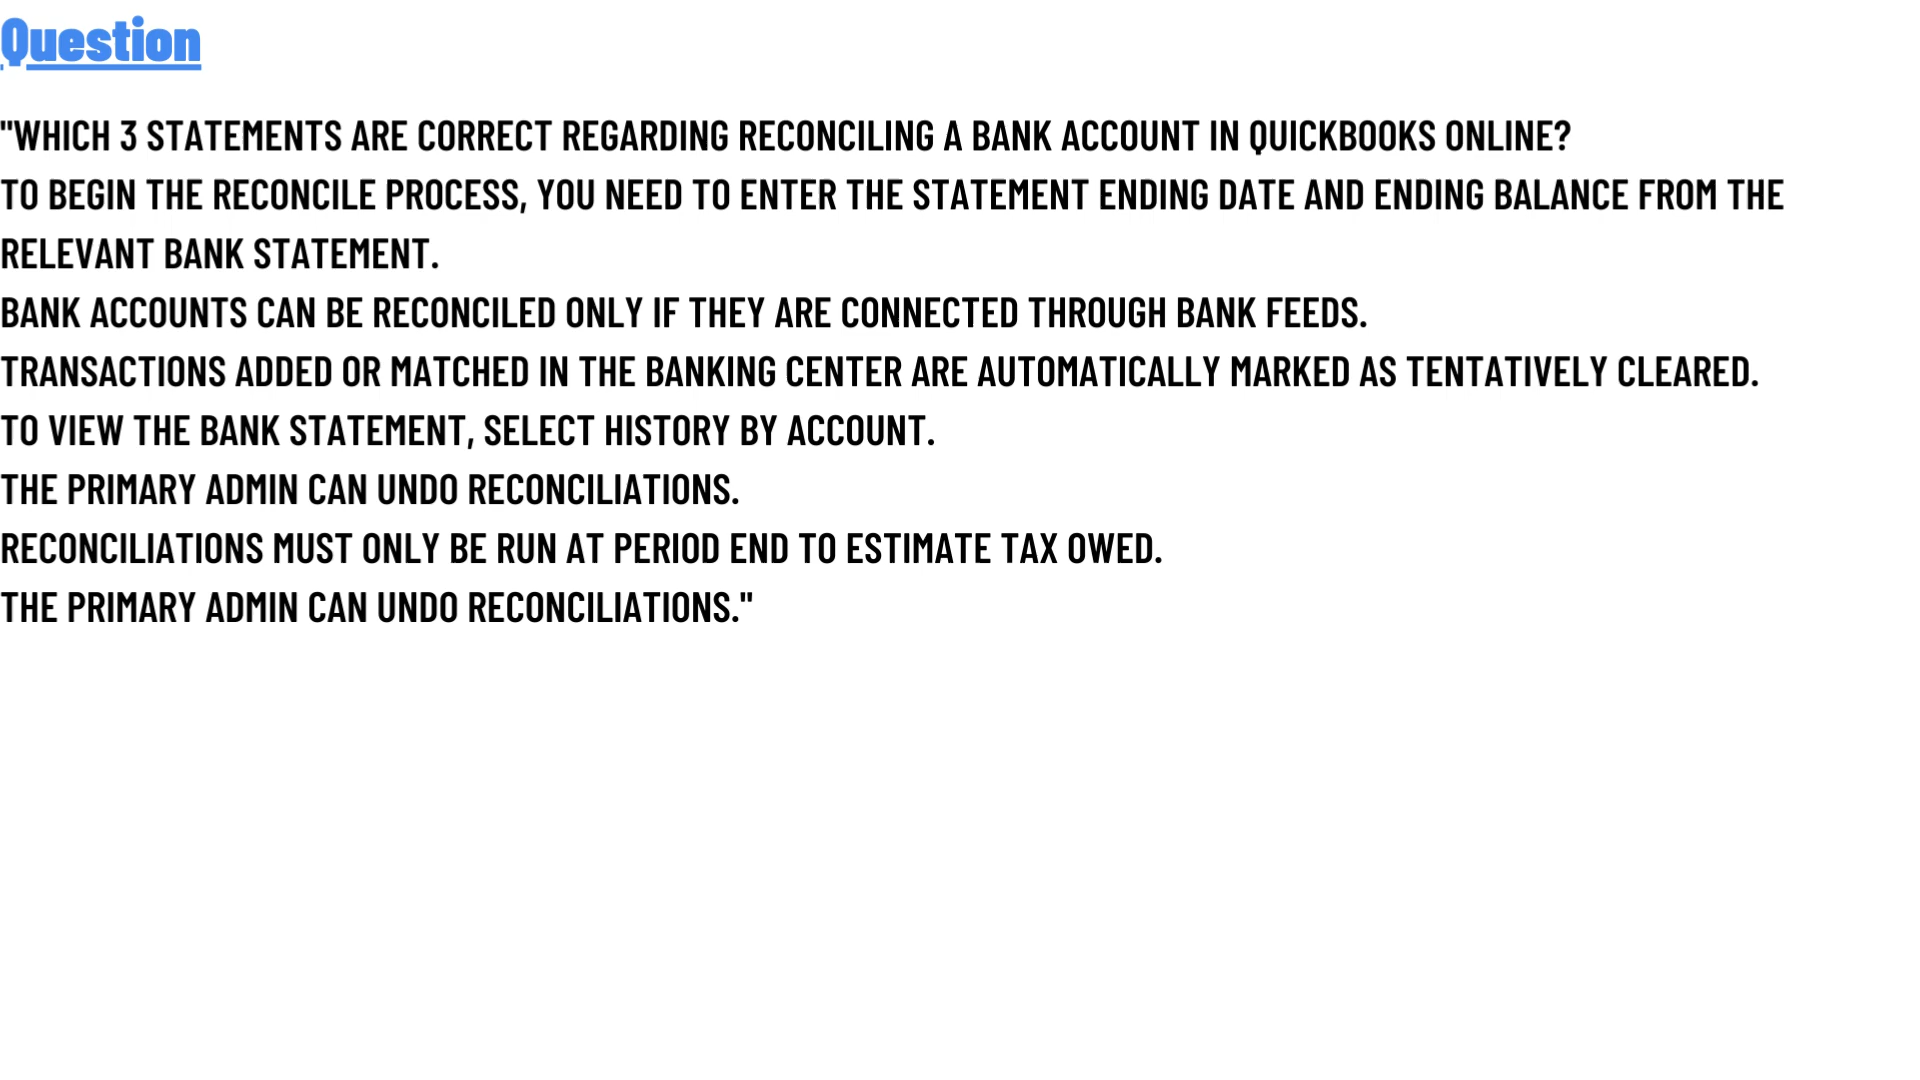 Question
"WHICH 3 STATEMENTS ARE CORRECT REGARDING RECONCILING A BANK ACCOUNT IN QUICKBOOKS ONLINE?
TO BEGIN THE RECONCILE PROCESS, YOU NEED TO ENTER THE STATEMENT ENDING DATE AND ENDING BALANCE FROM THE
RELEVANT BANK STATEMENT.
BANK ACCOUNTS CAN BE RECONCILED ONLY IF THEY ARE CONNECTED THROUGH BANK FEEDS.
TRANSACTIONS ADDED OR MATCHED IN THE BANKING CENTER ARE AUTOMATICALLY MARKED AS TENTATIVELY CLEARED.
TO VIEW THE BANK STATEMENT, SELECT HISTORY BY ACCOUNT.
THE PRIMARY ADMIN CAN UNDO RECONCILIATIONS.
RECONCILIATIONS MUST ONLY BE RUN AT PERIOD END TO ESTIMATE TAX OWED.
THE PRIMARY ADMIN CAN UNDO RECONCILIATIONS."